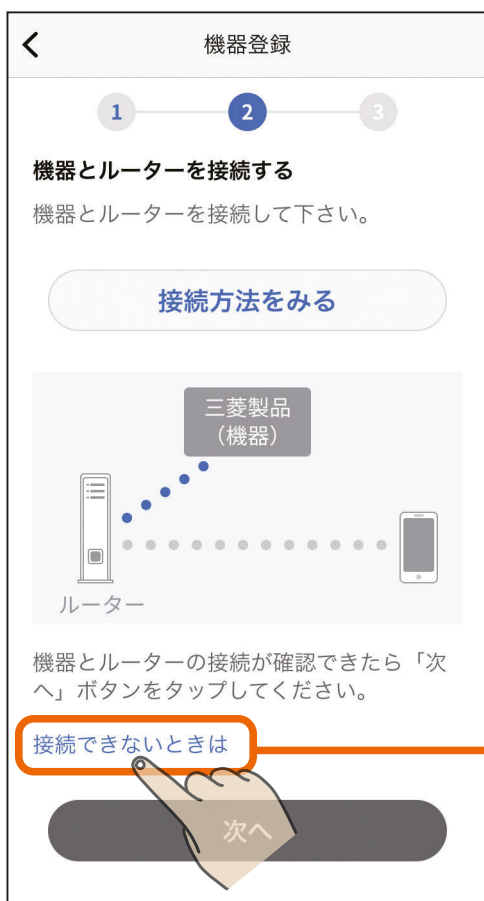 機器登録
1 2 3
機器とルーターを接続する
機器とルーターを接続して下さい。
接続方法をみる
三菱製品
（機器）
ルーター
機器とルーターの接続が確認できたら「次
へ」ボタンをタップしてください。
接続できないときは
次へ